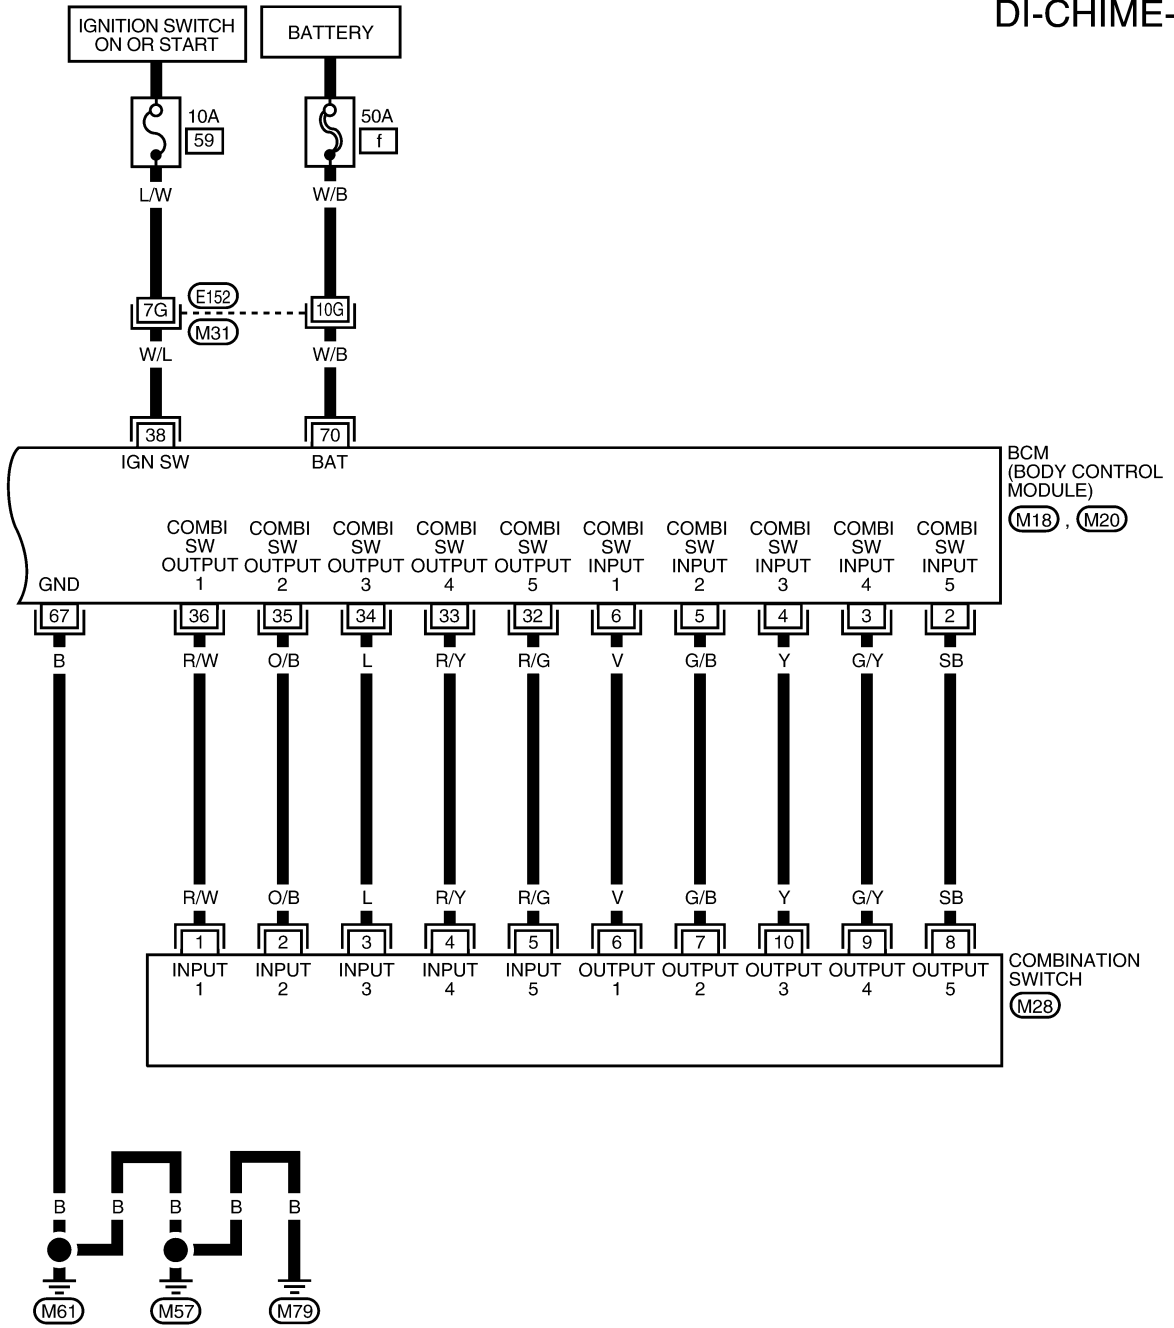 DI-CHIME-
IGNITION SWITCH
ON OR START
BATTERY
10A
59
50A
f
L/W
W/B
7G
E152
M31
10G
W/L
W/B
38
70
IGN SW
BAT
BCM
(BODY CONTROL
MODULE)
M18 , M20
COMBI SW OUTPUT 1
COMBI SW OUTPUT 2
COMBI SW OUTPUT 3
COMBI SW OUTPUT 4
COMBI SW OUTPUT 5
COMBI SW INPUT 1
COMBI SW INPUT 2
COMBI SW INPUT 3
COMBI SW INPUT 4
COMBI SW INPUT 5
GND
67 36 35 34 33 32 6 5 4 3 2
B R/W O/B L R/Y R/G V G/B Y G/Y SB
R/W O/B L R/Y R/G V G/B Y G/Y SB
1 2 3 4 5 6 7 10 9 8
INPUT 1
INPUT 2
INPUT 3
INPUT 4
INPUT 5
OUTPUT 1
OUTPUT 2
OUTPUT 3
OUTPUT 4
OUTPUT 5
COMBINATION
SWITCH
M28
B B B B B
M61 M57 M79